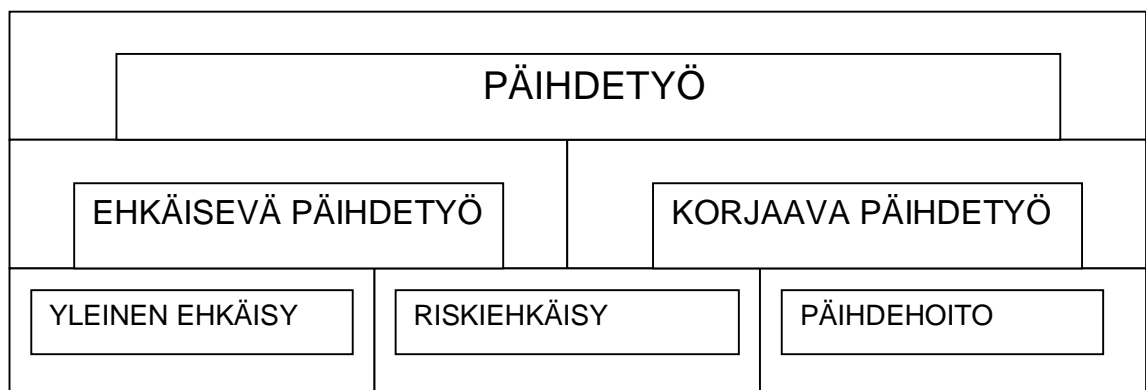 PÄIHDETYÖ
EHKÄISEVÄ PÄIHDETYÖ
KORJAAVA PÄIHDETYÖ
YLEINEN EHKÄISY
RISKIEHKÄISY
PÄIHDEHOITO